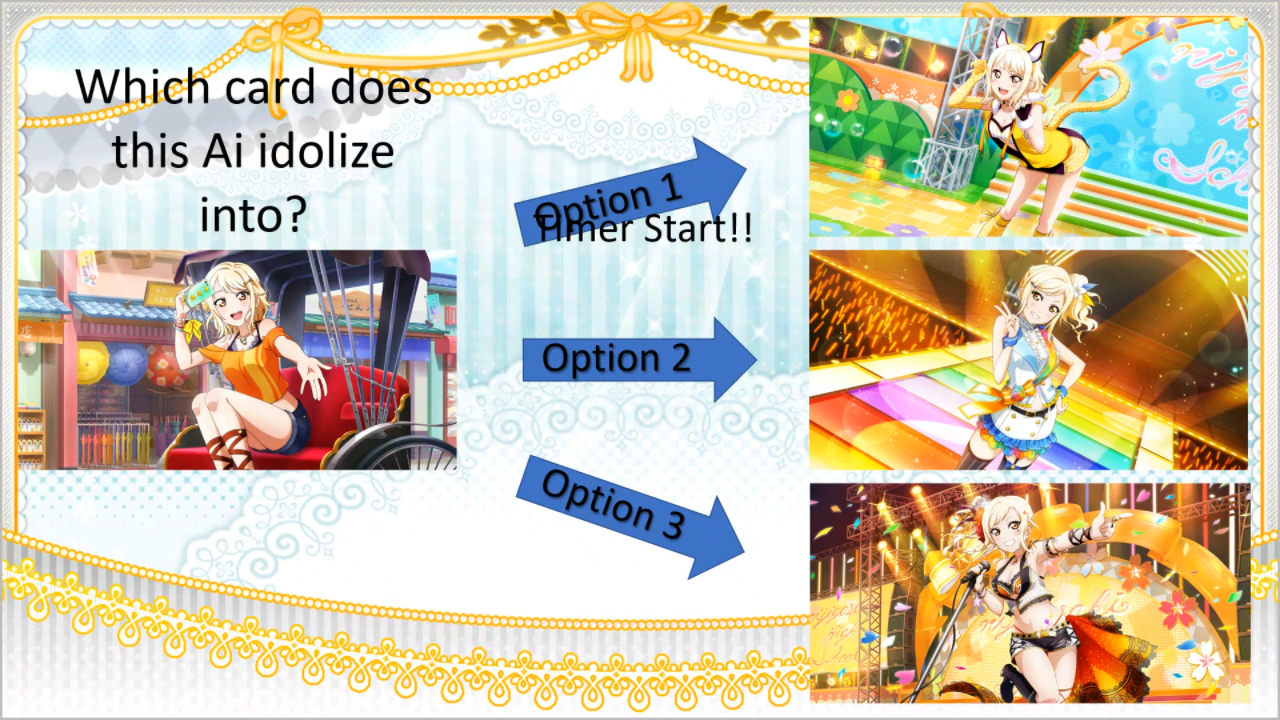 Which card does
this Ai idolize
into?
Option 1
Timer Start!!
Option 2
Option 3